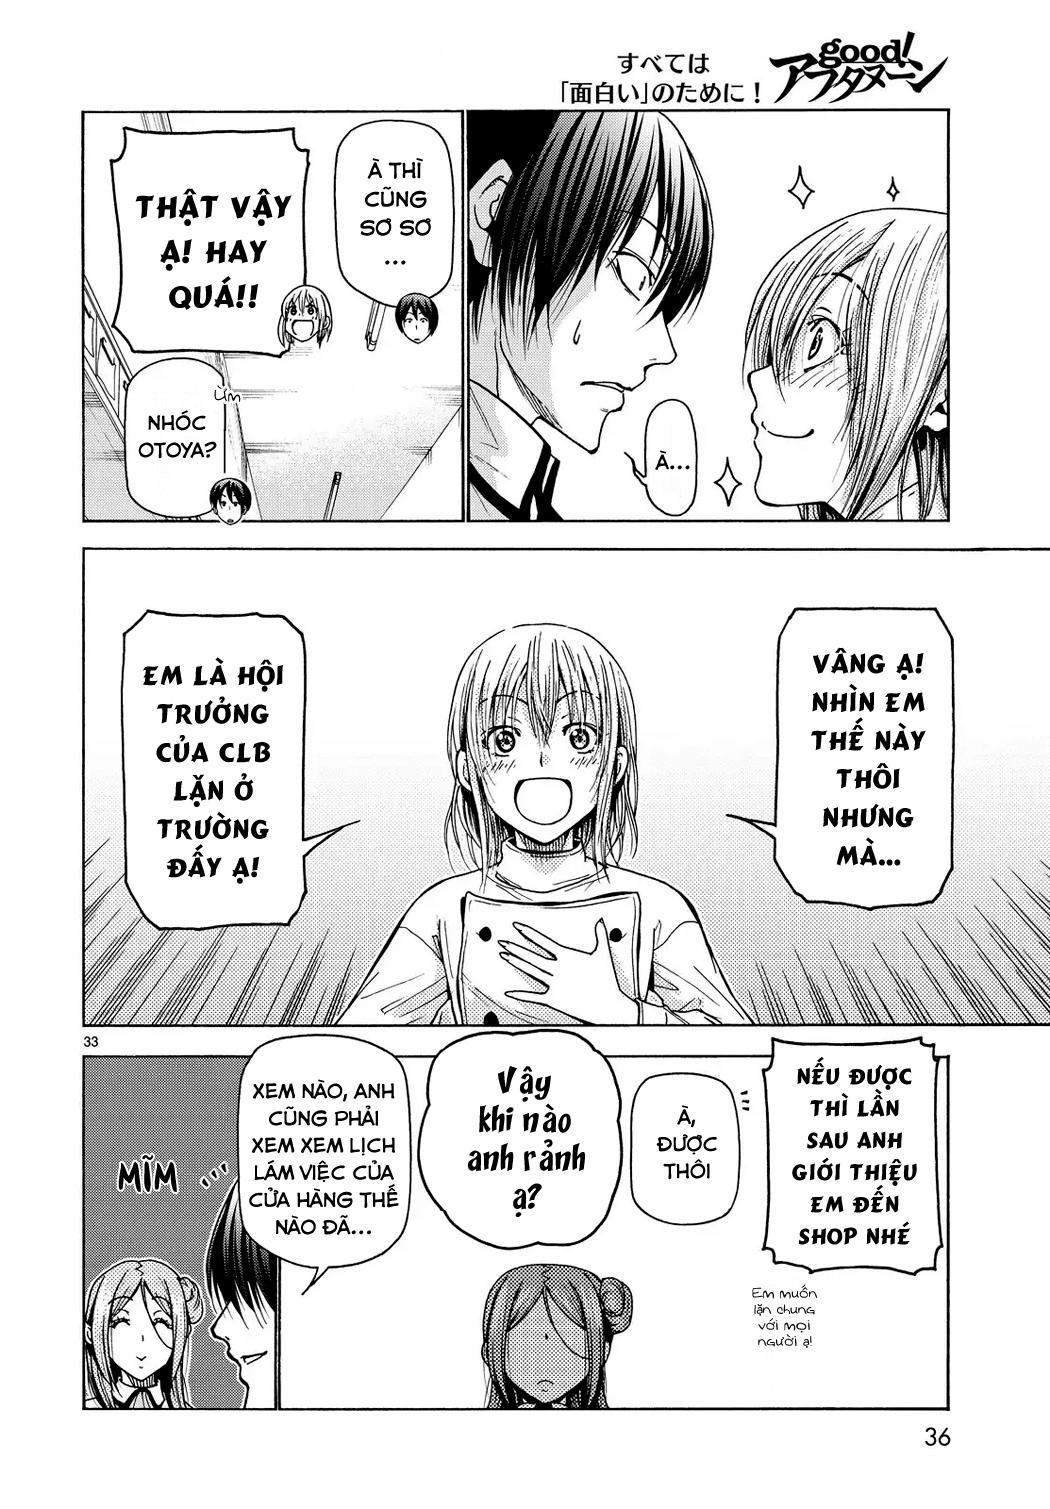 すべては
「面白い」のために!
good!
アフタヌーン
À...
À THÌ
CŨNG
SƠ SƠ
...
THẬT VẬY
Ạ! HAY
QUÁ!!
Ừm
NHÓC
OTOYA?
VÂNG Ạ!
NHÌN EM
THẾ NÀY
THÔI
NHƯNG
MÀ...
EM LÀ HỘI
TRƯỞNG
CỦA CLB
LẶN Ở
TRƯỜNG
ĐẤY Ạ!
33
NẾU ĐƯỢC
THÌ LẦN
SAU ANH
GIỚI THIỆU
EM ĐẾN
SHOP NHÉ
Em muốn
lặn chung
với mọi
người ạ!
À,
ĐƯỢC
THÔI
Vậy
khi nào
anh rảnh
ạ?
XEM NÀO, ANH
CŨNG PHẢI
XEM XEM LỊCH
LÁM VIỆC CỦA
CỬA HÀNG THẾ
NÀO ĐÃ...
MĨM
36